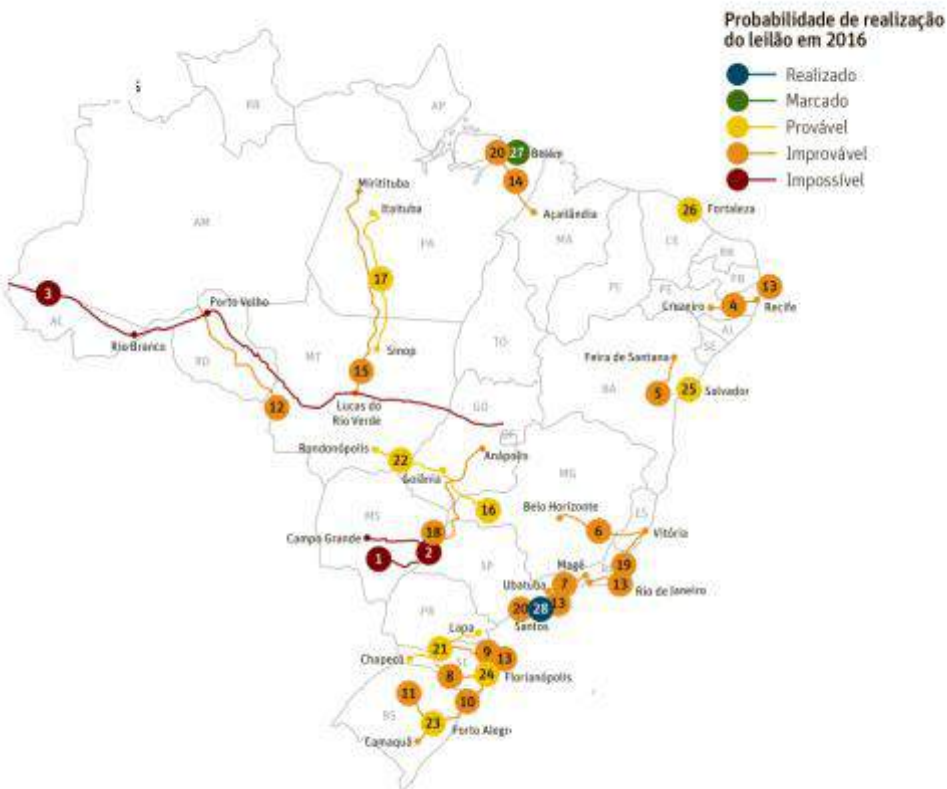 Probabilidade de realização
do leilão em 2016
Realizado
Marcado
Provável
Improvável
Impossível
RR
AP
20
27
Belém
14
Miritituba
Itaituba
Açailândia
26
Fortaleza
AM
PA
MA
CE
RN
17
PB
13
3
PE
Cruzeiro
4
Recife
Porto Velho
AC
AL
SE
Rio Branco
MT
Sinop
TO
RO
Feira de Santana
15
BA
5
25
Salvador
12
Lucas do
Rio Verde
GO
DF
Rondonópolis
22
Anápolis
Goiânia
MG
16
Belo Horizonte
ES
MS
6
Vitória
Campo Grande
18
1
2
SP
Magé
19
Ubatuba
7
13
Rio de Janeiro
20
28
13
Santos
PR
Lapa
21
9
13
Chapecó
SC
8
24
Florianópolis
11
10
RS
23
Porto Alegr
Camaquã